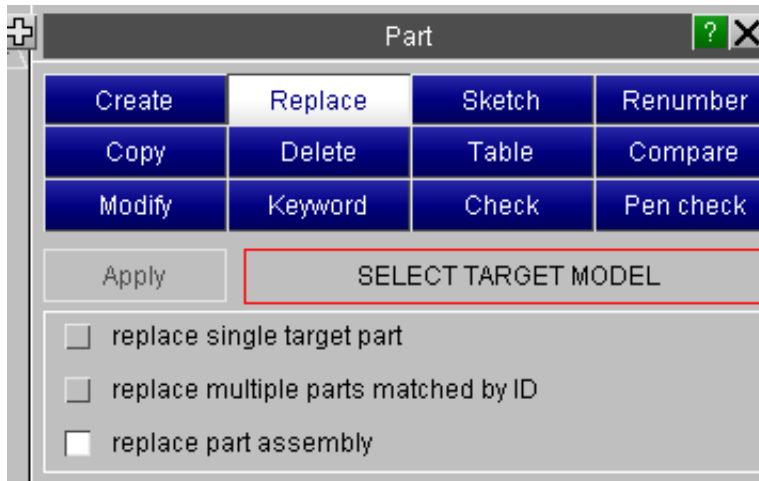 Part ? X
Create Replace Sketch Renumber
Copy Delete Table Compare
Modify Keyword Check Pen check
Apply SELECT TARGET MODEL
replace single target part
replace multiple parts matched by ID
replace part assembly